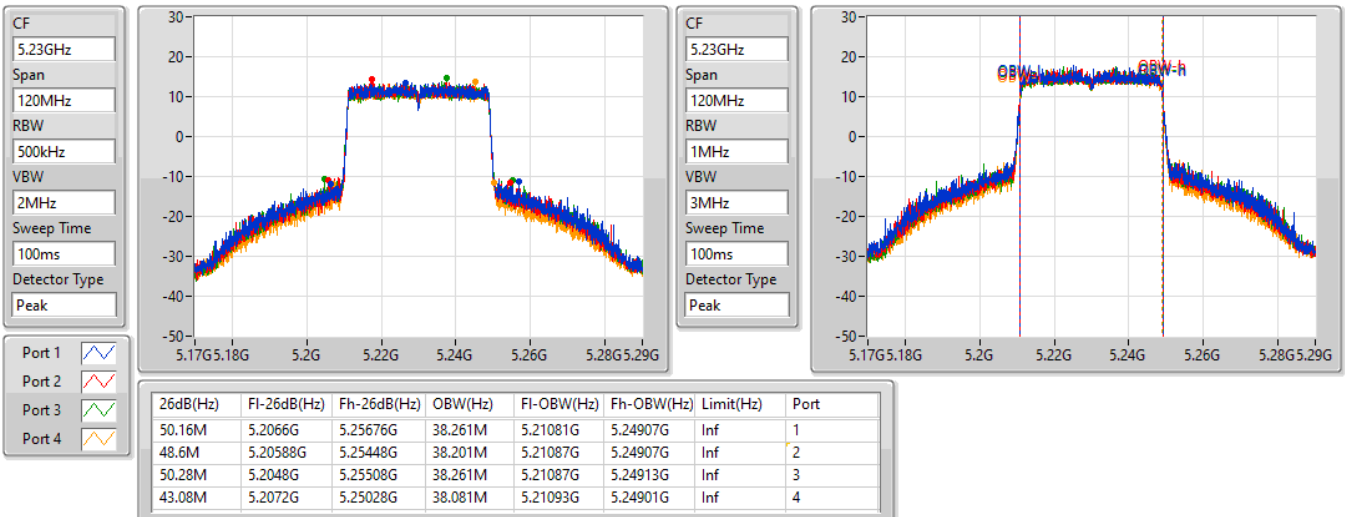 CF
5.23GHz
Span
120MHz
RBW
500kHz
VBW
2MHz
Sweep Time
100ms
Detector Type
Peak
30
20
10
0
-10
-20
-30
-40
-50
5.17G 5.18G 5.2G 5.22G 5.24G 5.26G 5.28G 5.29G
CF
5.23GHz
Span
120MHz
RBW
1MHz
VBW
3MHz
Sweep Time
100ms
Detector Type
Peak
30
20
10
0
-10
-20
-30
-40
-50
OBW-h
5.17G 5.18G 5.2G 5.22G 5.24G 5.26G 5.28G 5.29G
Port 1
Port 2
Port 3
Port 4
26dB(Hz) Fl-26dB(Hz) Fh-26dB(Hz) OBW(Hz) Fl-OBW(Hz) Fh-OBW(Hz) Limit(Hz) Port
50.16M 5.2066G 5.25676G 38.261M 5.21081G 5.24907G Inf 1
48.6M 5.20588G 5.25448G 38.201M 5.21087G 5.24907G Inf 2
50.28M 5.2048G 5.25508G 38.261M 5.21087G 5.24913G Inf 3
43.08M 5.2072G 5.25028G 38.081M 5.21093G 5.24901G Inf 4